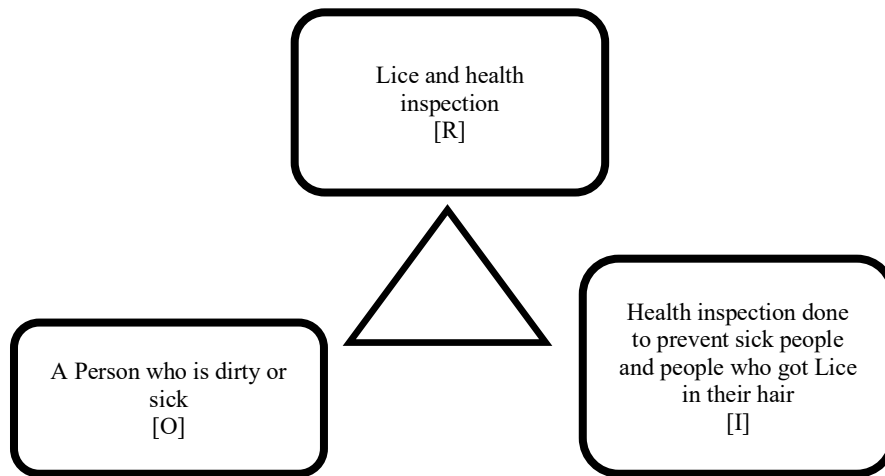 Lice and health
inspection
[R]
A Person who is dirty or
sick
[O]
Health inspection done
to prevent sick people
and people who got Lice
in their hair
[I]